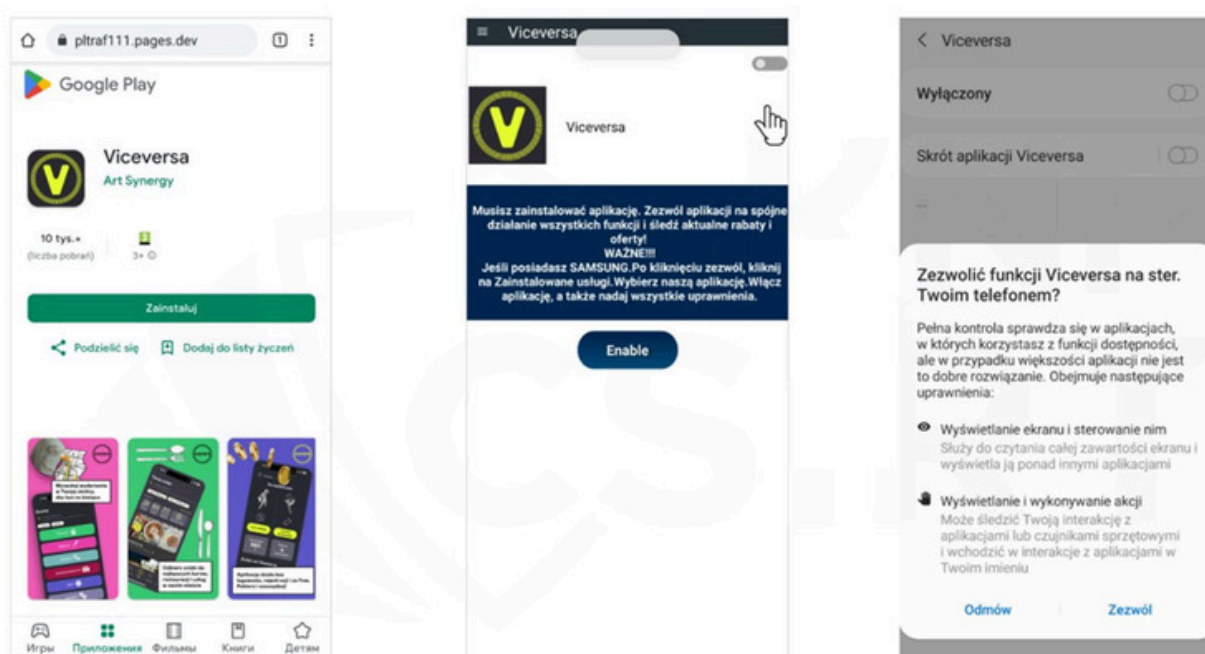 pltraf111.pages.dev
1
Google Play
Viceversa
Art Synergy
10 tys.+
(liczba pobrań)
3
3+
Zainstaluj
Podzielić się
Dodaj do listy życzeń
Игры
Приложения
Фильмы
Книги
Детям
Viceversa
Viceversa
Musisz zainstalować aplikację. Zezwól aplikacji na spójne
działanie wszystkich funkcji i śledź aktualne rabaty i
oferty!
WAŻNE!!!
Jeśli posiadasz SAMSUNG.Po kliknięciu zezwól, kliknij
na Zainstalowane usługi.Wybierz naszą aplikację.Włącz
aplikację, a także nadaj wszystkie uprawnienia.
Enable
Viceversa
Wyłączony
Skrót aplikacji Viceversa
Zezwolić funkcji Viceversa na ster.
Twoim telefonem?
Pełna kontrola sprawdza się w aplikacjach,
w których korzystasz z funkcji dostępności,
ale w przypadku większości aplikacji nie jest
to dobre rozwiązanie. Obejmuje następujące
uprawnienia:
Wyświetlanie ekranu i sterowanie nim
Służy do czytania całej zawartości ekranu i
wyświetla ją ponad innymi aplikacjami
Wyświetlanie i wykonywanie akcji
Może śledzić Twoją interakcję z
aplikacjami lub czujnikami sprzętowymi
i wchodzić w interakcje z aplikacjami w
Twoim imieniu
Odmów
Zezwól